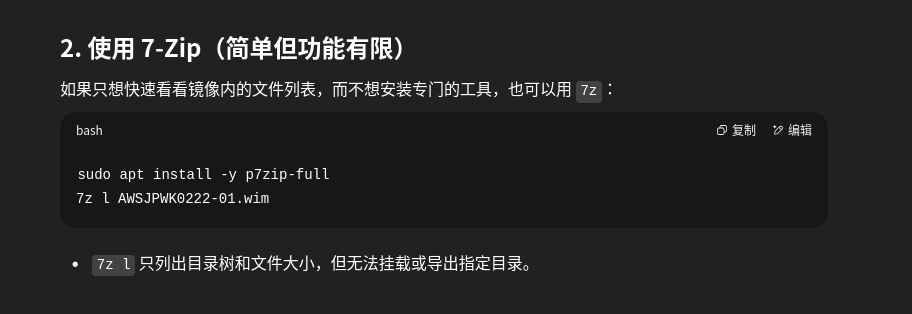 2. 使用 7-Zip（简单但功能有限）
如果只想快速看看镜像内的文件列表，而不想安装专门的工具，也可以用 7z：
bash 复制 编辑
sudo apt install -y p7zip-full
7z l AWSJPWK0222-01.wim
• 7z l 只列出目录树和文件大小，但无法挂载或导出指定目录。